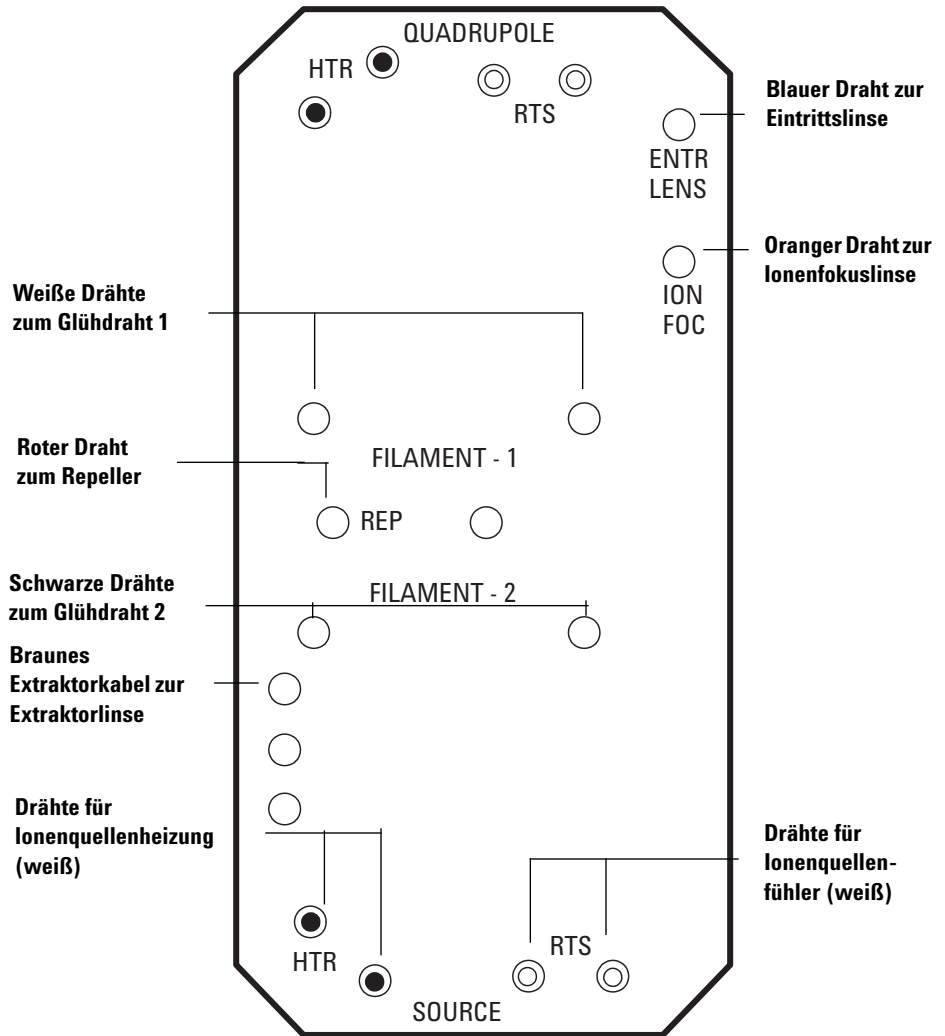 QUADRUPOLE
HTR
RTS
Blauer Draht zur
Eintrittslinse
ENTR
LENS
Oranger Draht zur
Ionenfokuslinse
ION
FOC
Weiße Drähte
zum Glühdraht 1
FILAMENT - 1
Roter Draht
zum Repeller
REP
Schwarze Drähte
zum Glühdraht 2
FILAMENT - 2
Braunes
Extraktorkabel zur
Extraktorlinse
Drähte für
Ionenquellenheizung
(weiß)
Drähte für
Ionenquellen-
fühler (weiß)
HTR
RTS
SOURCE